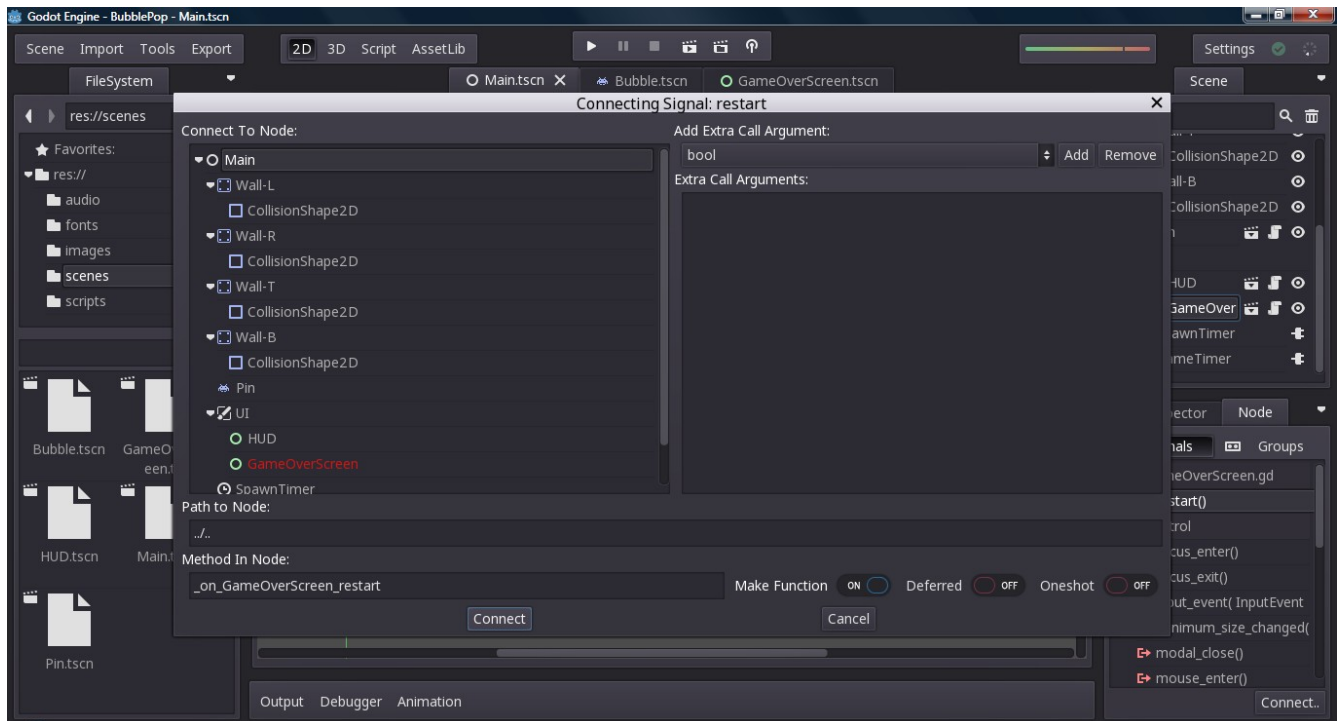 Godot Engine - BubblePop - Main.tscn
Scene Import Tools Export 2D 3D Script AssetLib Settings
FileSystem Main.tscn X Bubble.tscn GameOverScreen.tscn Scene
Connecting Signal: restart
res://scenes
Favorites:
res://
audio
fonts
images
scenes
scripts
Bubble.tscn
HUD.tscn
Pin.tscn
Connect To Node:
Main
Wall-L
CollisionShape2D
Wall-R
CollisionShape2D
Wall-T
CollisionShape2D
Wall-B
CollisionShape2D
Pin
UI
HUD
GameOverScreen
SpawnTimer
Add Extra Call Argument:
bool Add Remove
Extra Call Arguments:
Path to Node:
../..
Method In Node:
_on_GameOverScreen_restart
Make Function ON Deferred OFF Oneshot OFF
Connect Cancel
Output Debugger Animation
CollisionShape2D
CollisionShape2D
HUD
GameOver
Node
Groups
modal_close()
mouse_enter()
Connect..